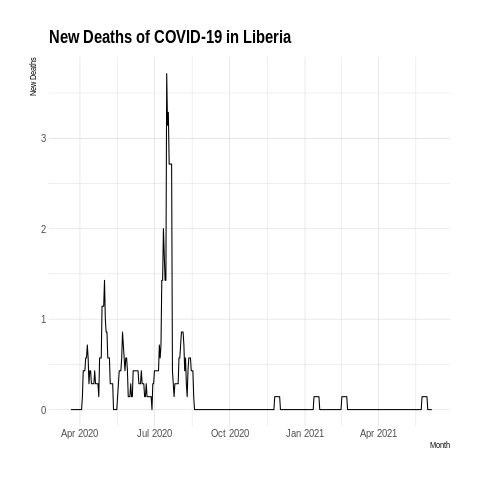 New Deaths of COVID-19 in Liberia
New Deaths
3
2
1
0
Apr 2020 Jul 2020 Oct 2020 Jan 2021 Apr 2021
Month